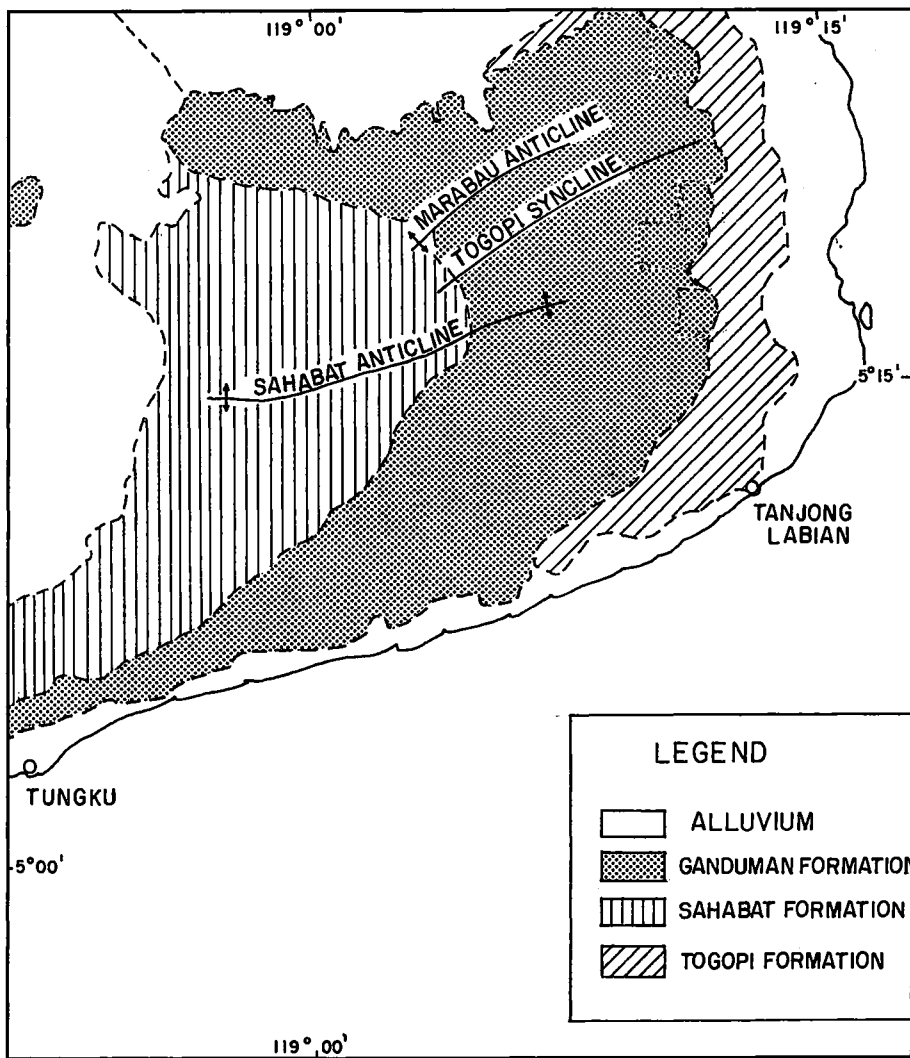 119° 00'
119° 15'
MARABAU ANTICLINE
TOGOPI SYNCLINE
SAHABAT ANTICLINE
5° 15'
TANJONG
LABIAN
TUNGKU
5° 00'
LEGEND
ALLUVIUM
GANDUMAN FORMATION
SAHABAT FORMATION
TOGOPI FORMATION
119° 00'